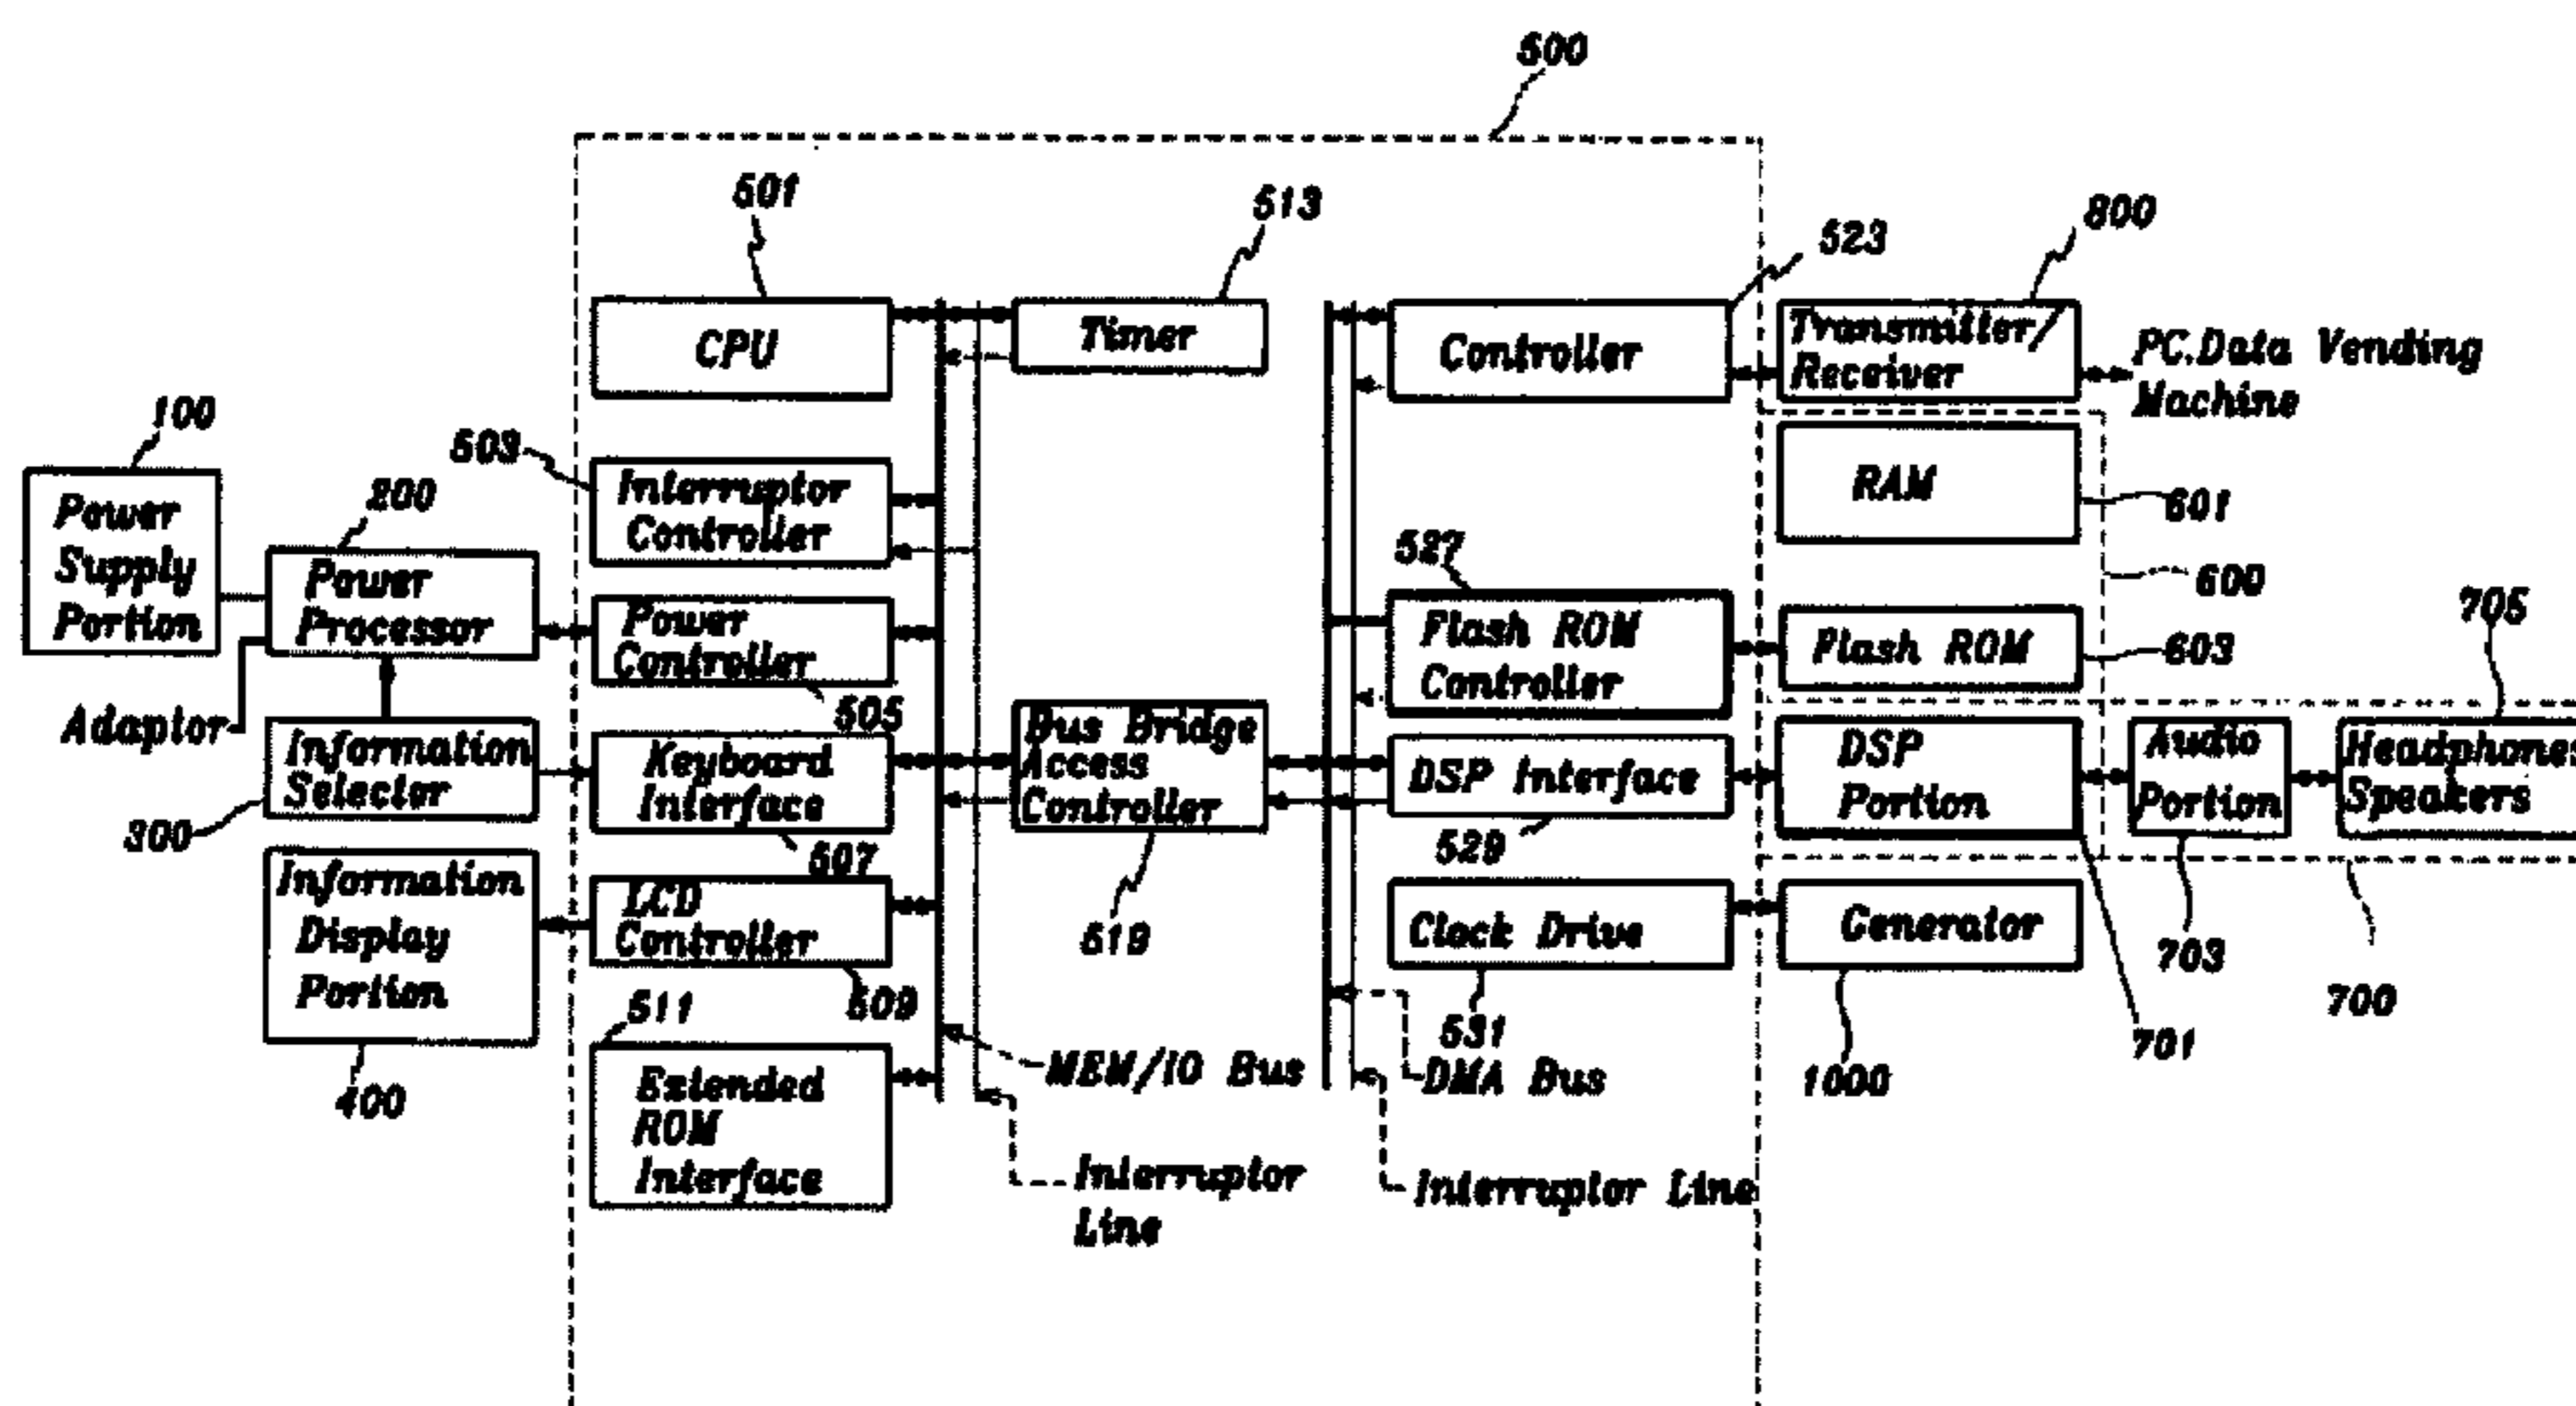 500
501
513
523
800
CPU
Timer
Controller
Transmitter/
Receiver
PC.Data Vending
Machine
100
503
200
Power
Supply
Portion
Interruptor
Controller
RAM
601
527
600
Power
Processor
Power
Controller
505
Flash ROM
Controller
Flash ROM
603
705
Adaptor
Information
Selector
300
Keyboard
Interface
507
Bus Bridge
Access
Controller
519
DSP Interface
529
DSP
Portion
Audio
Portion
Headphones
Speakers
Information
Display
Portion
400
LCD
Controller
509
Clock Drive
531
Generator
1000
703
700
701
511
Extended
ROM
Interface
MEM/IO Bus
DMA Bus
Interruptor
Line
Interruptor Line